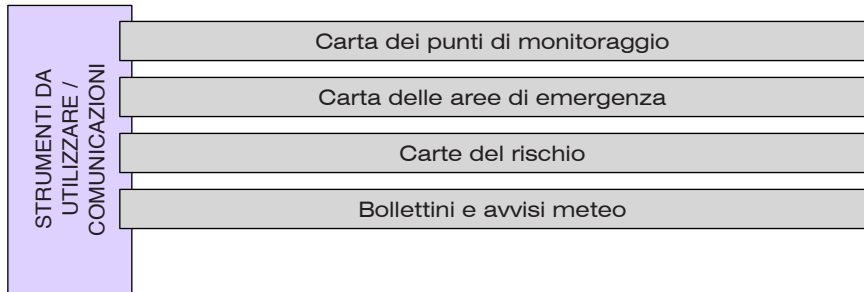 STRUMENTI DA
UTILIZZARE /
COMUNICAZIONI
Carta dei punti di monitoraggio
Carta delle aree di emergenza
Carte del rischio
Bollettini e avvisi meteo